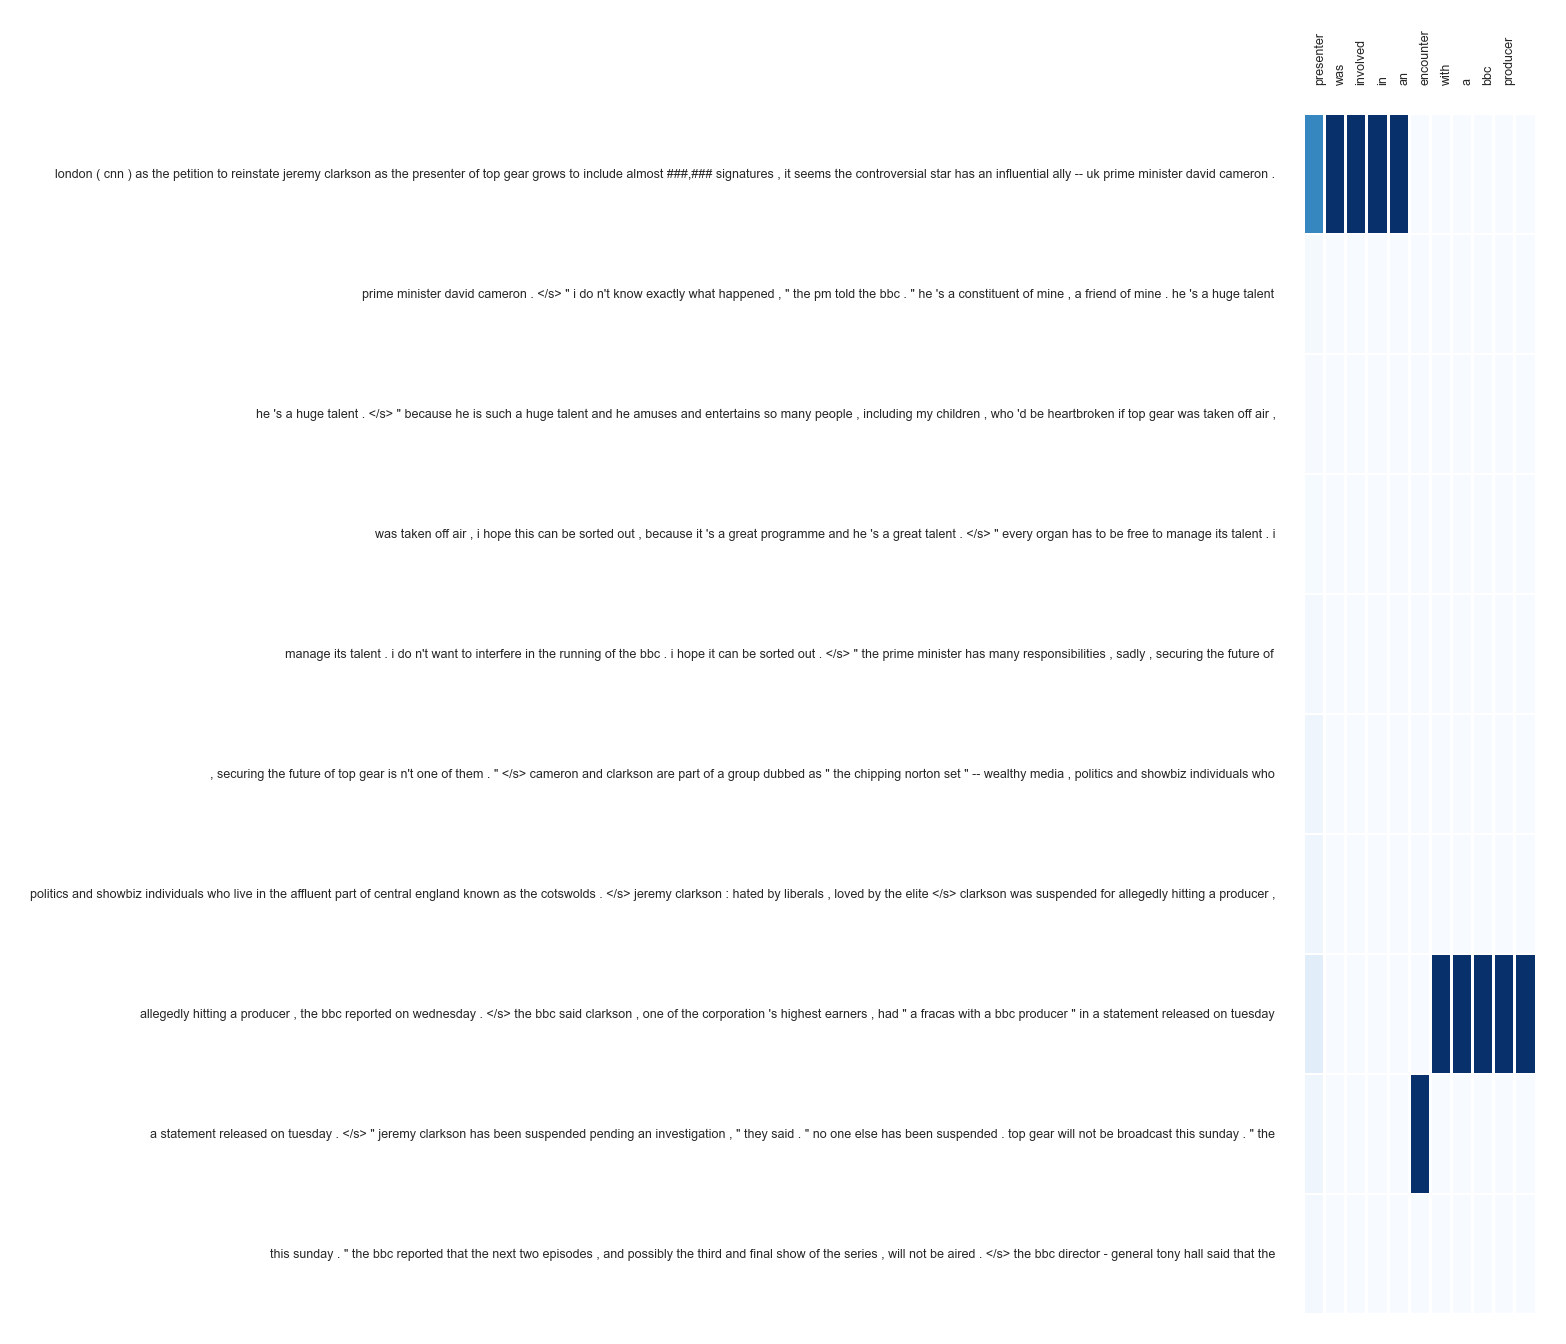 presenter
was
involved
in
an
encounter
with
a
bbc
producer
london ( cnn ) as the petition to reinstate jeremy clarkson as the presenter of top gear grows to include almost ###,### signatures , it seems the controversial star has an influential ally -- uk prime minister david cameron .
prime minister david cameron . </s> " i do n't know exactly what happened , " the pm told the bbc . " he 's a constituent of mine , a friend of mine . he 's a huge talent
he 's a huge talent . </s> " because he is such a huge talent and he amuses and entertains so many people , including my children , who 'd be heartbroken if top gear was taken off air ,
was taken off air , i hope this can be sorted out , because it 's a great programme and he 's a great talent . </s> " every organ has to be free to manage its talent . i
manage its talent . i do n't want to interfere in the running of the bbc . i hope it can be sorted out . </s> " the prime minister has many responsibilities , sadly , securing the future of
, securing the future of top gear is n't one of them . " </s> cameron and clarkson are part of a group dubbed as " the chipping norton set " -- wealthy media , politics and showbiz individuals who
politics and showbiz individuals who live in the affluent part of central england known as the cotswolds . </s> jeremy clarkson : hated by liberals , loved by the elite </s> clarkson was suspended for allegedly hitting a producer ,
allegedly hitting a producer , the bbc reported on wednesday . </s> the bbc said clarkson , one of the corporation 's highest earners , had " a fracas with a bbc producer " in a statement released on tuesday
a statement released on tuesday . </s> " jeremy clarkson has been suspended pending an investigation , " they said . " no one else has been suspended . top gear will not be broadcast this sunday . " the
this sunday . " the bbc reported that the next two episodes , and possibly the third and final show of the series , will not be aired . </s> the bbc director - general tony hall said that the